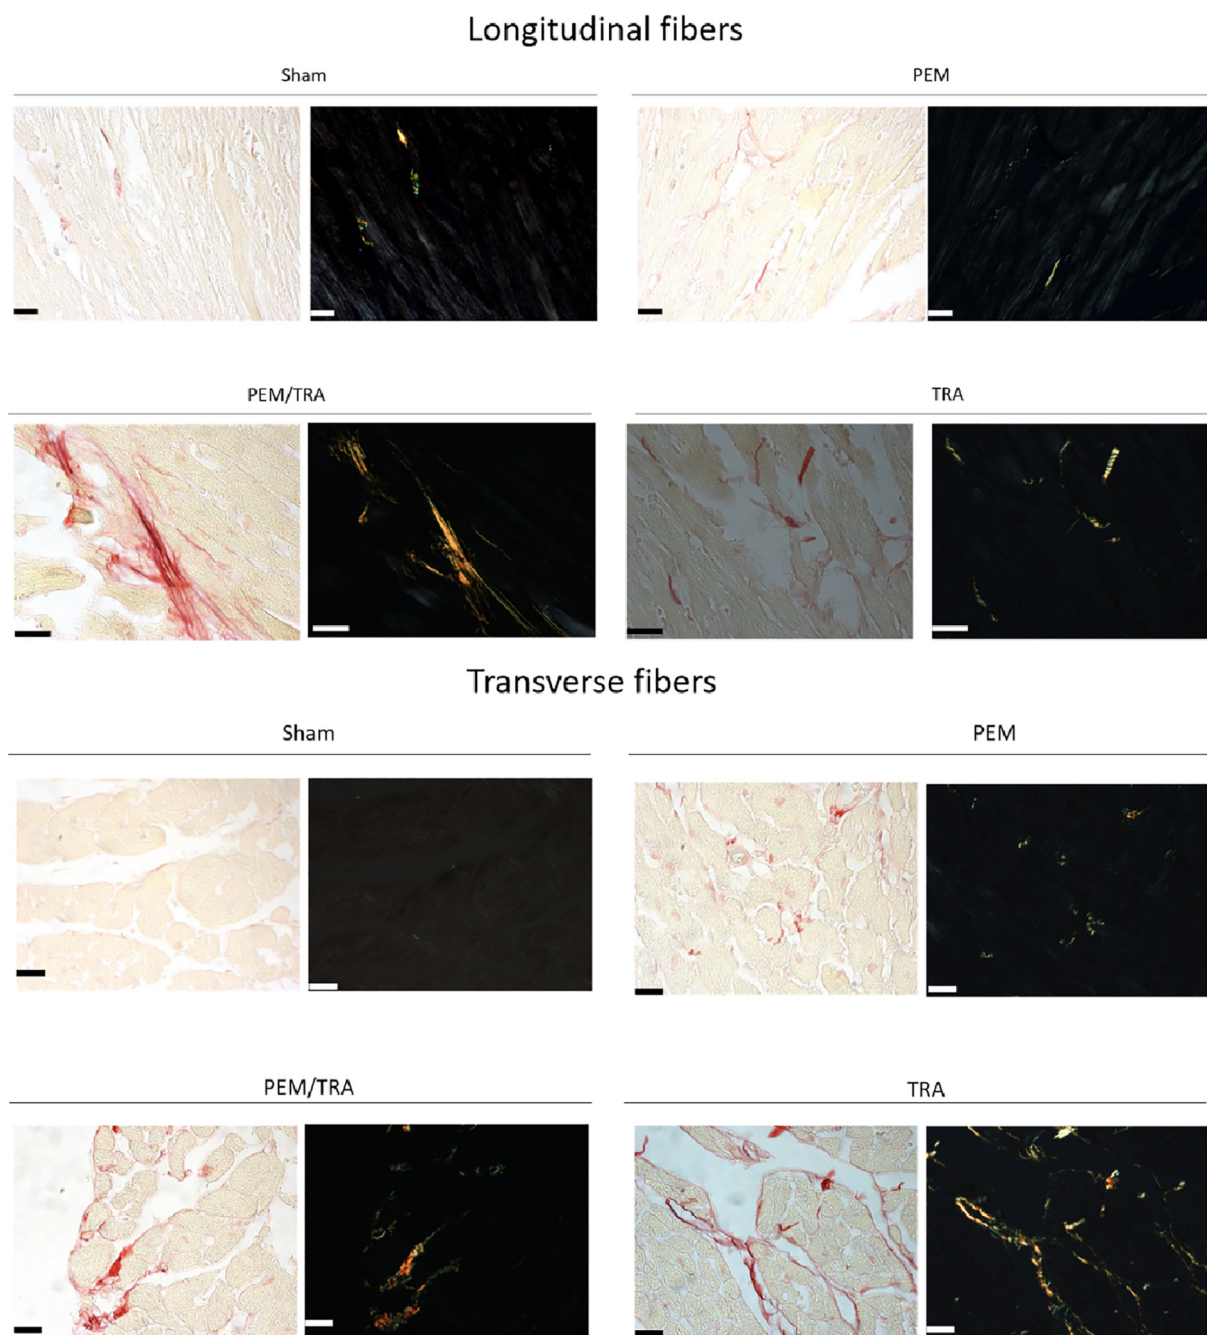 Longitudinal fibers
Sham
PEM
PEM/TRA
TRA
Transverse fibers
Sham
PEM
PEM/TRA
TRA